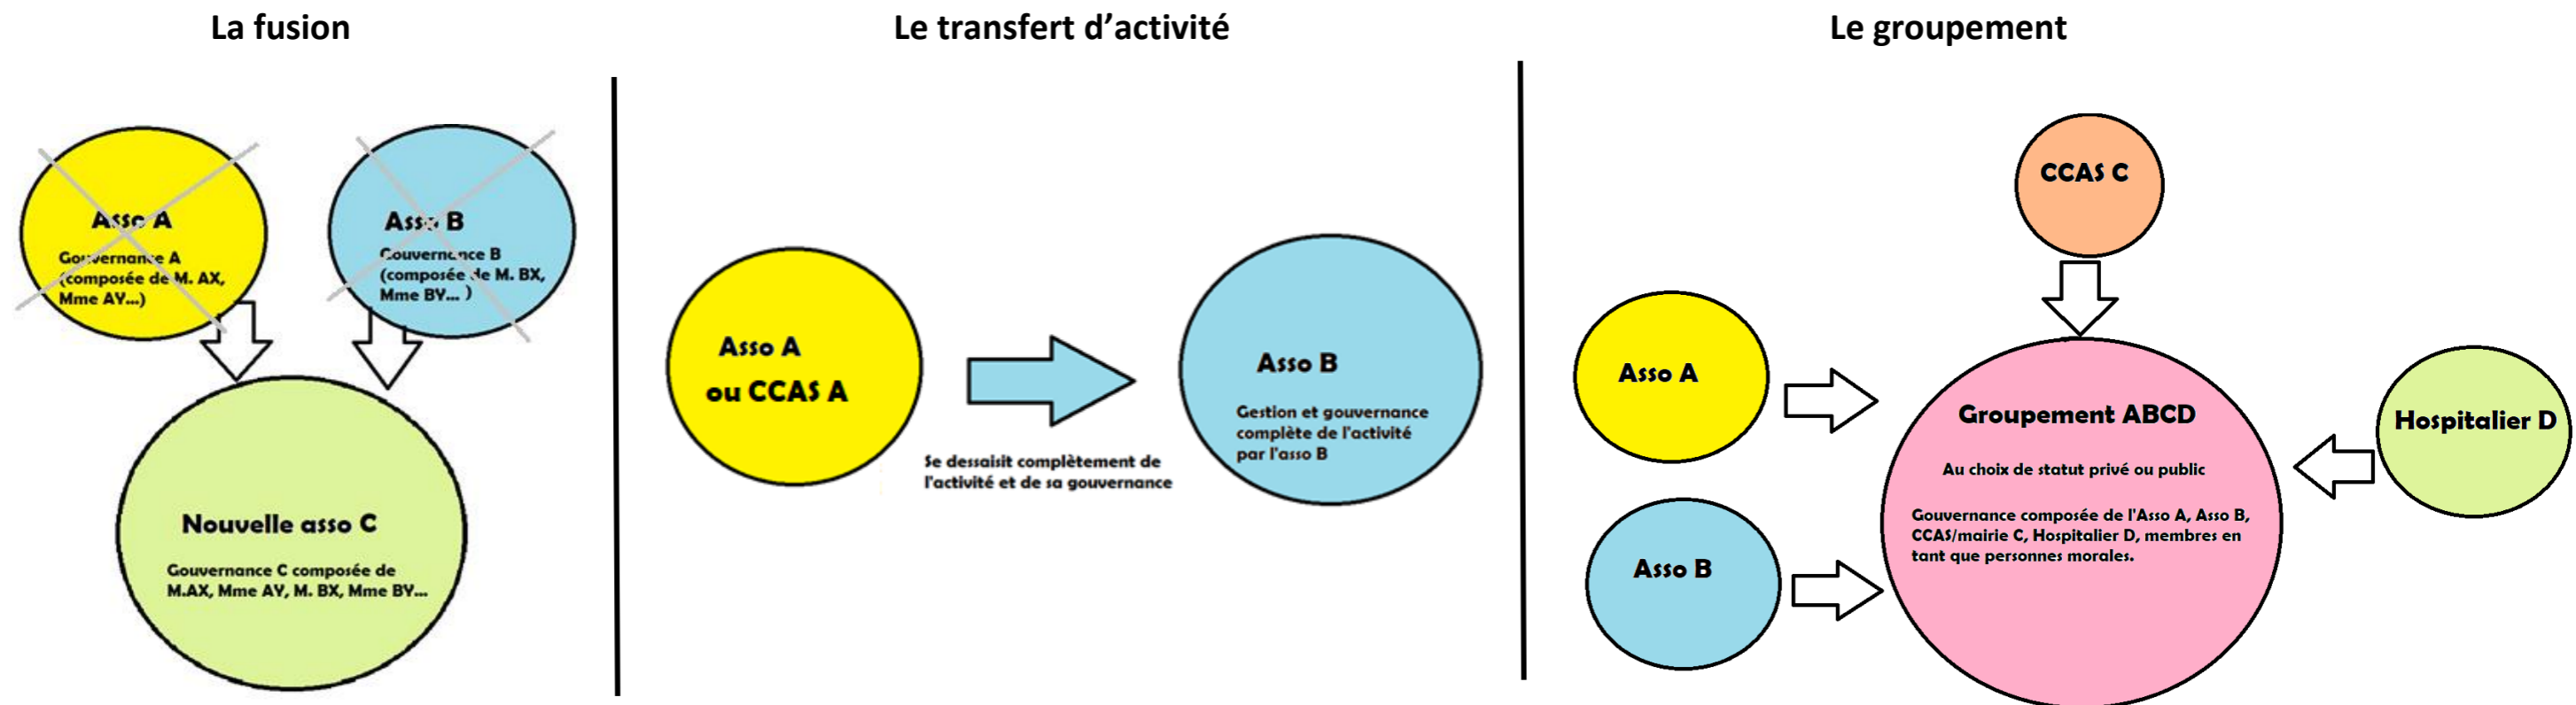 La fusion
Asso A
Gouvernance A
(composée de M. AX,
Mme AY...)
Asso B
Gouvernance B
(composée de M. BX,
Mme BY... )
Nouvelle asso C
Gouvernance C composée de
M.AX, Mme AY, M. BX, Mme BY...
Le transfert d’activité
Asso A
ou CCAS A
Se dessaisit complètement de
l'activité et de sa gouvernance
Asso B
Gestion et gouvernance
complète de l'activité
par l'asso B
Le groupement
CCAS C
Asso A
Asso B
Groupement ABCD
Au choix de statut privé ou public
Gouvernance composée de l'Asso A, Asso B,
CCAS/mairie C, Hospitalier D, membres en
tant que personnes morales.
Hospitalier D